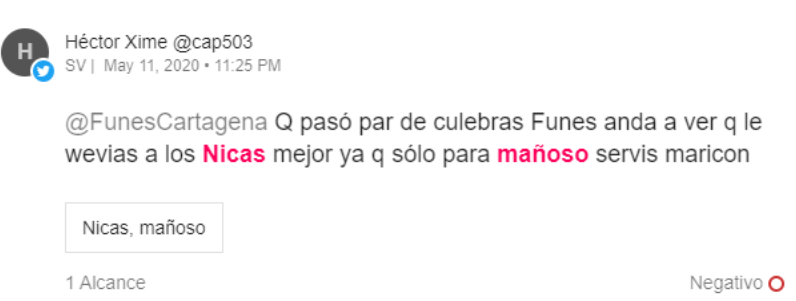 H
Héctor Xime @cap503
SV | May 11, 2020 • 11:25 PM
@FunesCartagena Q pasó par de culebras Funes anda a ver q le
wevias a los Nicas mejor ya q sólo para mañoso servis maricon
Nicas, mañoso
1 Alcance
Negativo